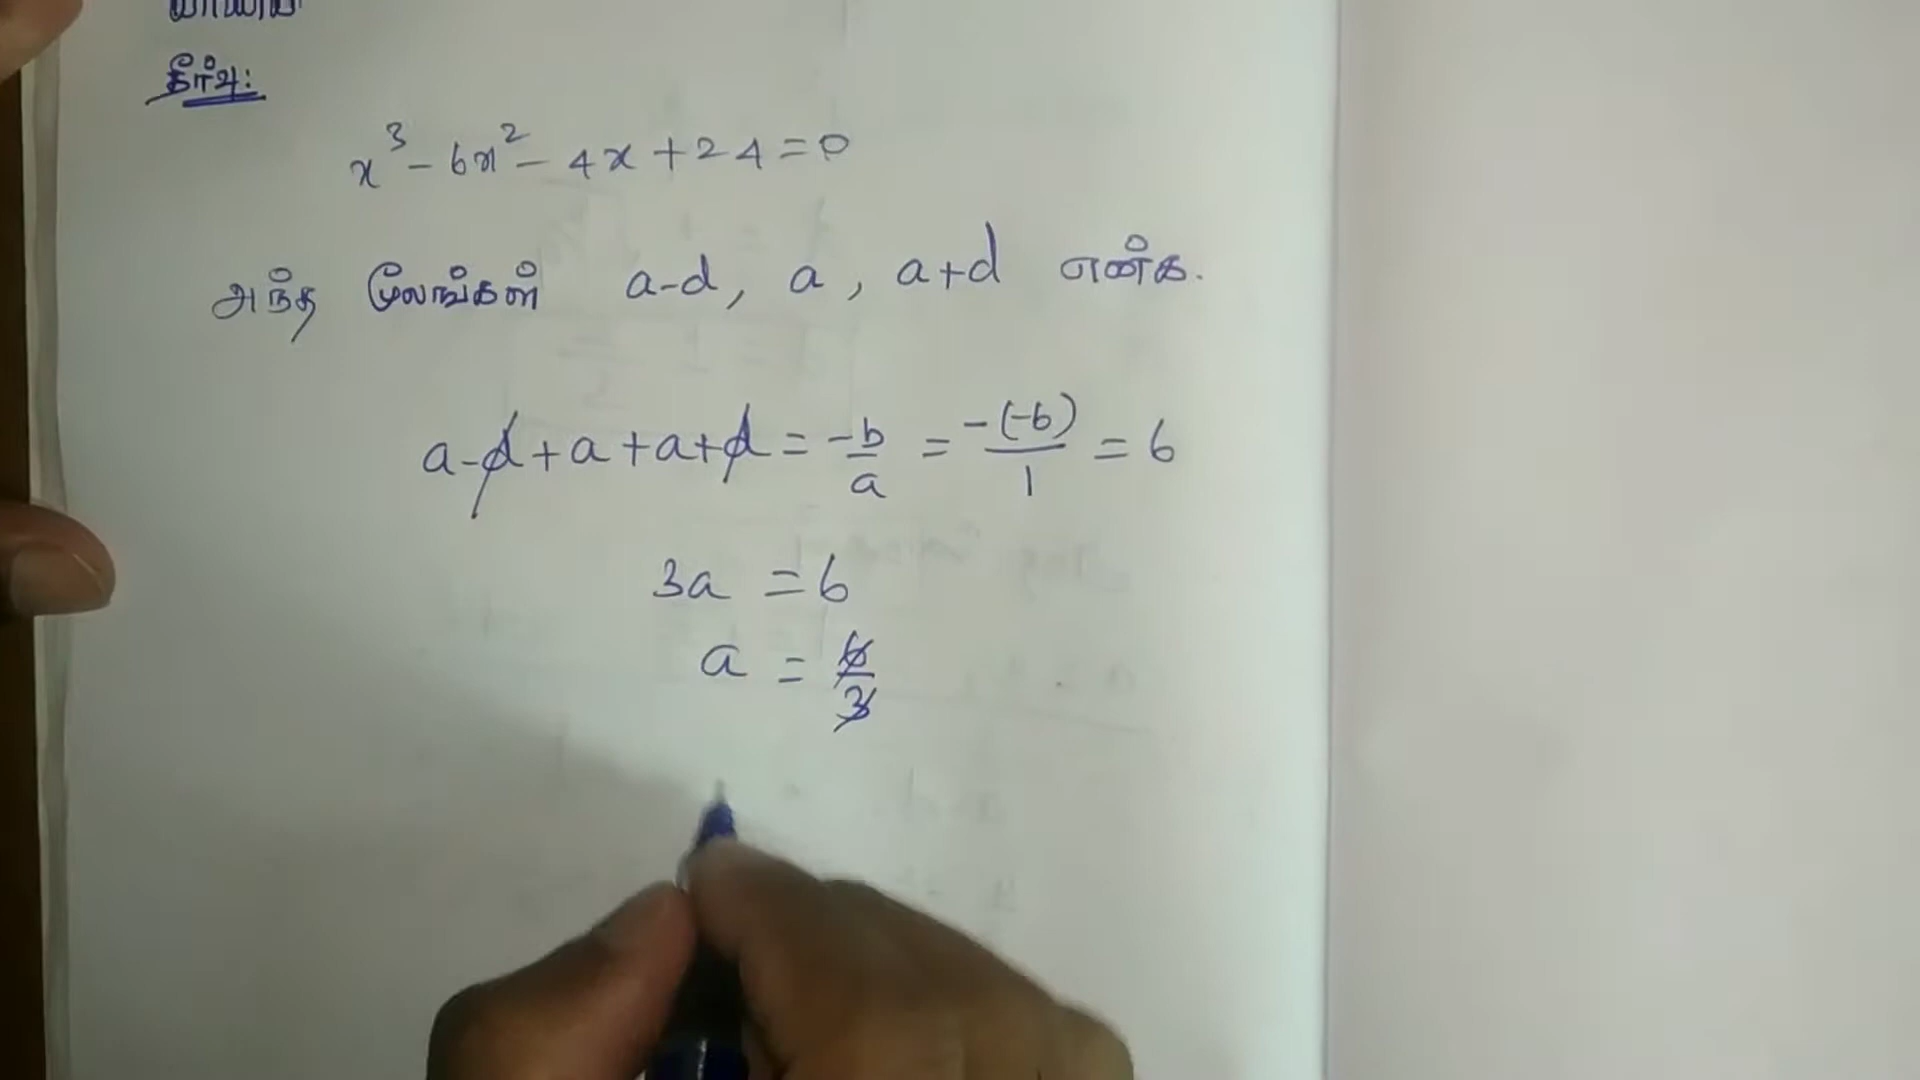 தீர்வு:
x³ - 6x² - 4x + 24 = 0
அந்த மூலங்கள் a-d, a, a+d என்க.
a-d+a+a+d = -b/a = -(-6)/1 = 6
3a = 6
a = 6/3